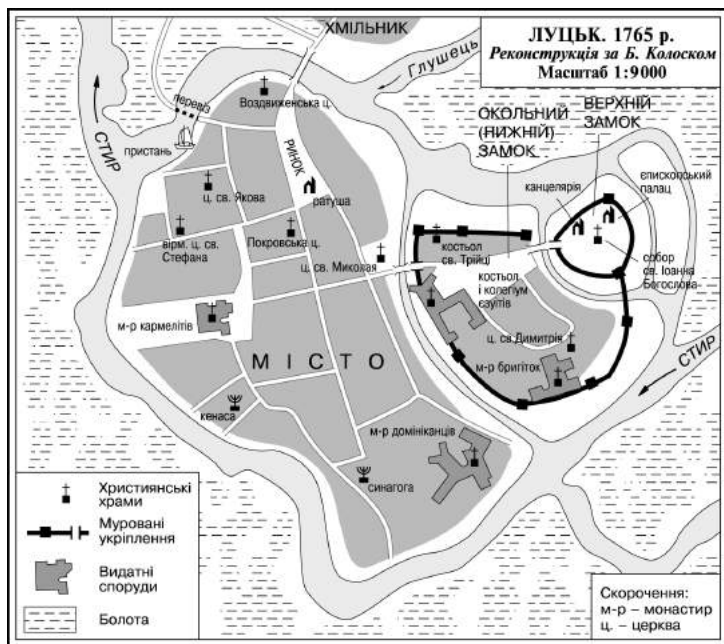 ЛУЦЬК. 1765 р.
Реконструкція за Б. Колоском
Масштаб 1:9000
ХМІЛЬНИК
Глушець
перевіз
Воздвиженська ц.
СТИР
пристань
РИНОК
ОКОЛЬНИЙ
(НИЖНІЙ)
ЗАМОК
ВЕРХНІЙ
ЗАМОК
канцелярія
єпископський
палац
ц. св. Якова
ратуша
вірм. ц. св.
Стефана
Покровська ц.
ц. св. Миколая
костьол
св. Трійці
собор
св. Іоанна
Богослова
костьол
і колегіум
єзуїтів
м-р кармелітів
ц. св. Димитрія
м-р бригіток
СТИР
МІСТО
кенаса
м-р домініканців
синагога
Християнські
храми
Муровані
укріплення
Видатні
споруди
Болота
Скорочення:
м-р – монастир
ц. – церква